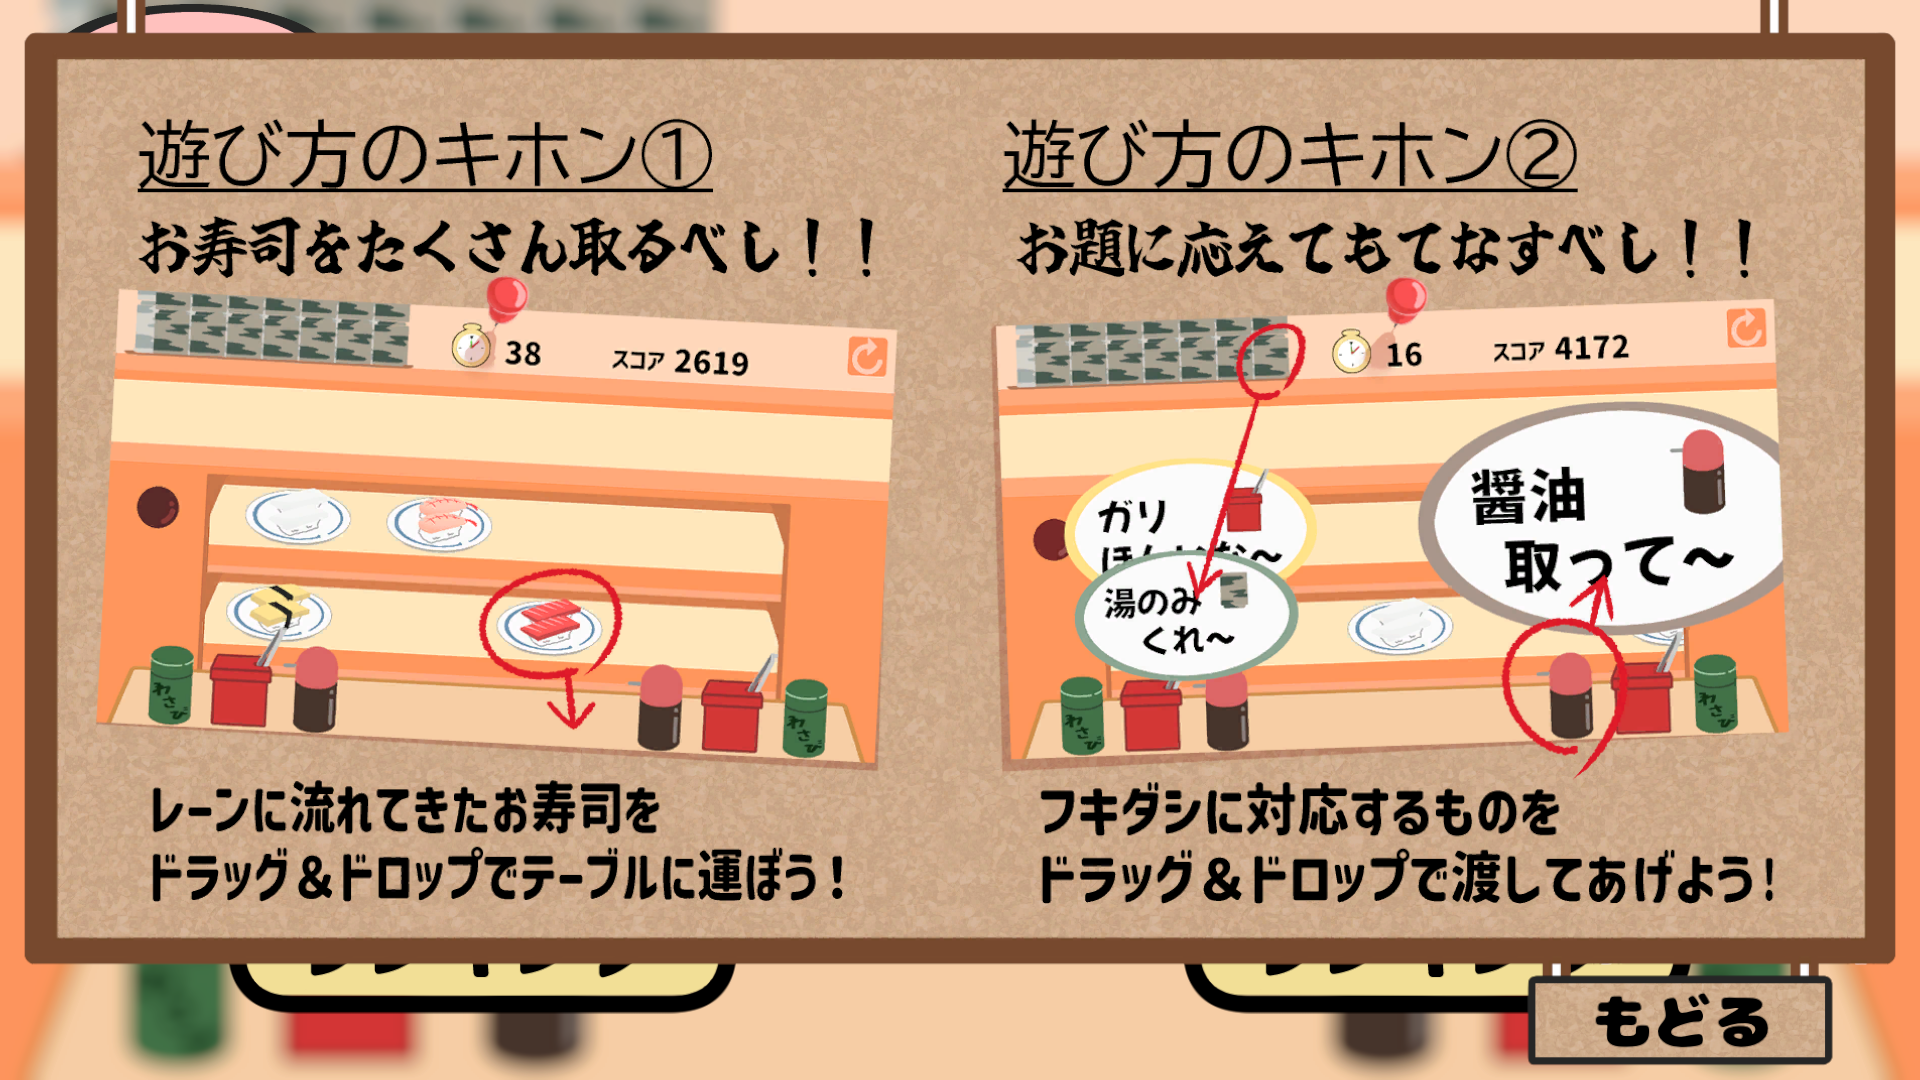 遊び方のキホン①
お寿司をたくさん取るべし！！
38
スコア 2619
わさび
わさび
レーンに流れてきたお寿司を
ドラッグ＆ドロップでテーブルに運ぼう！
遊び方のキホン②
お題に応えてもてなすべし！！
16
スコア 4172
ガリ
醤油
取って～
湯のみ
くれ～
わさび
わさび
フキダシに対応するものを
ドラッグ＆ドロップで渡してあげよう！
もどる